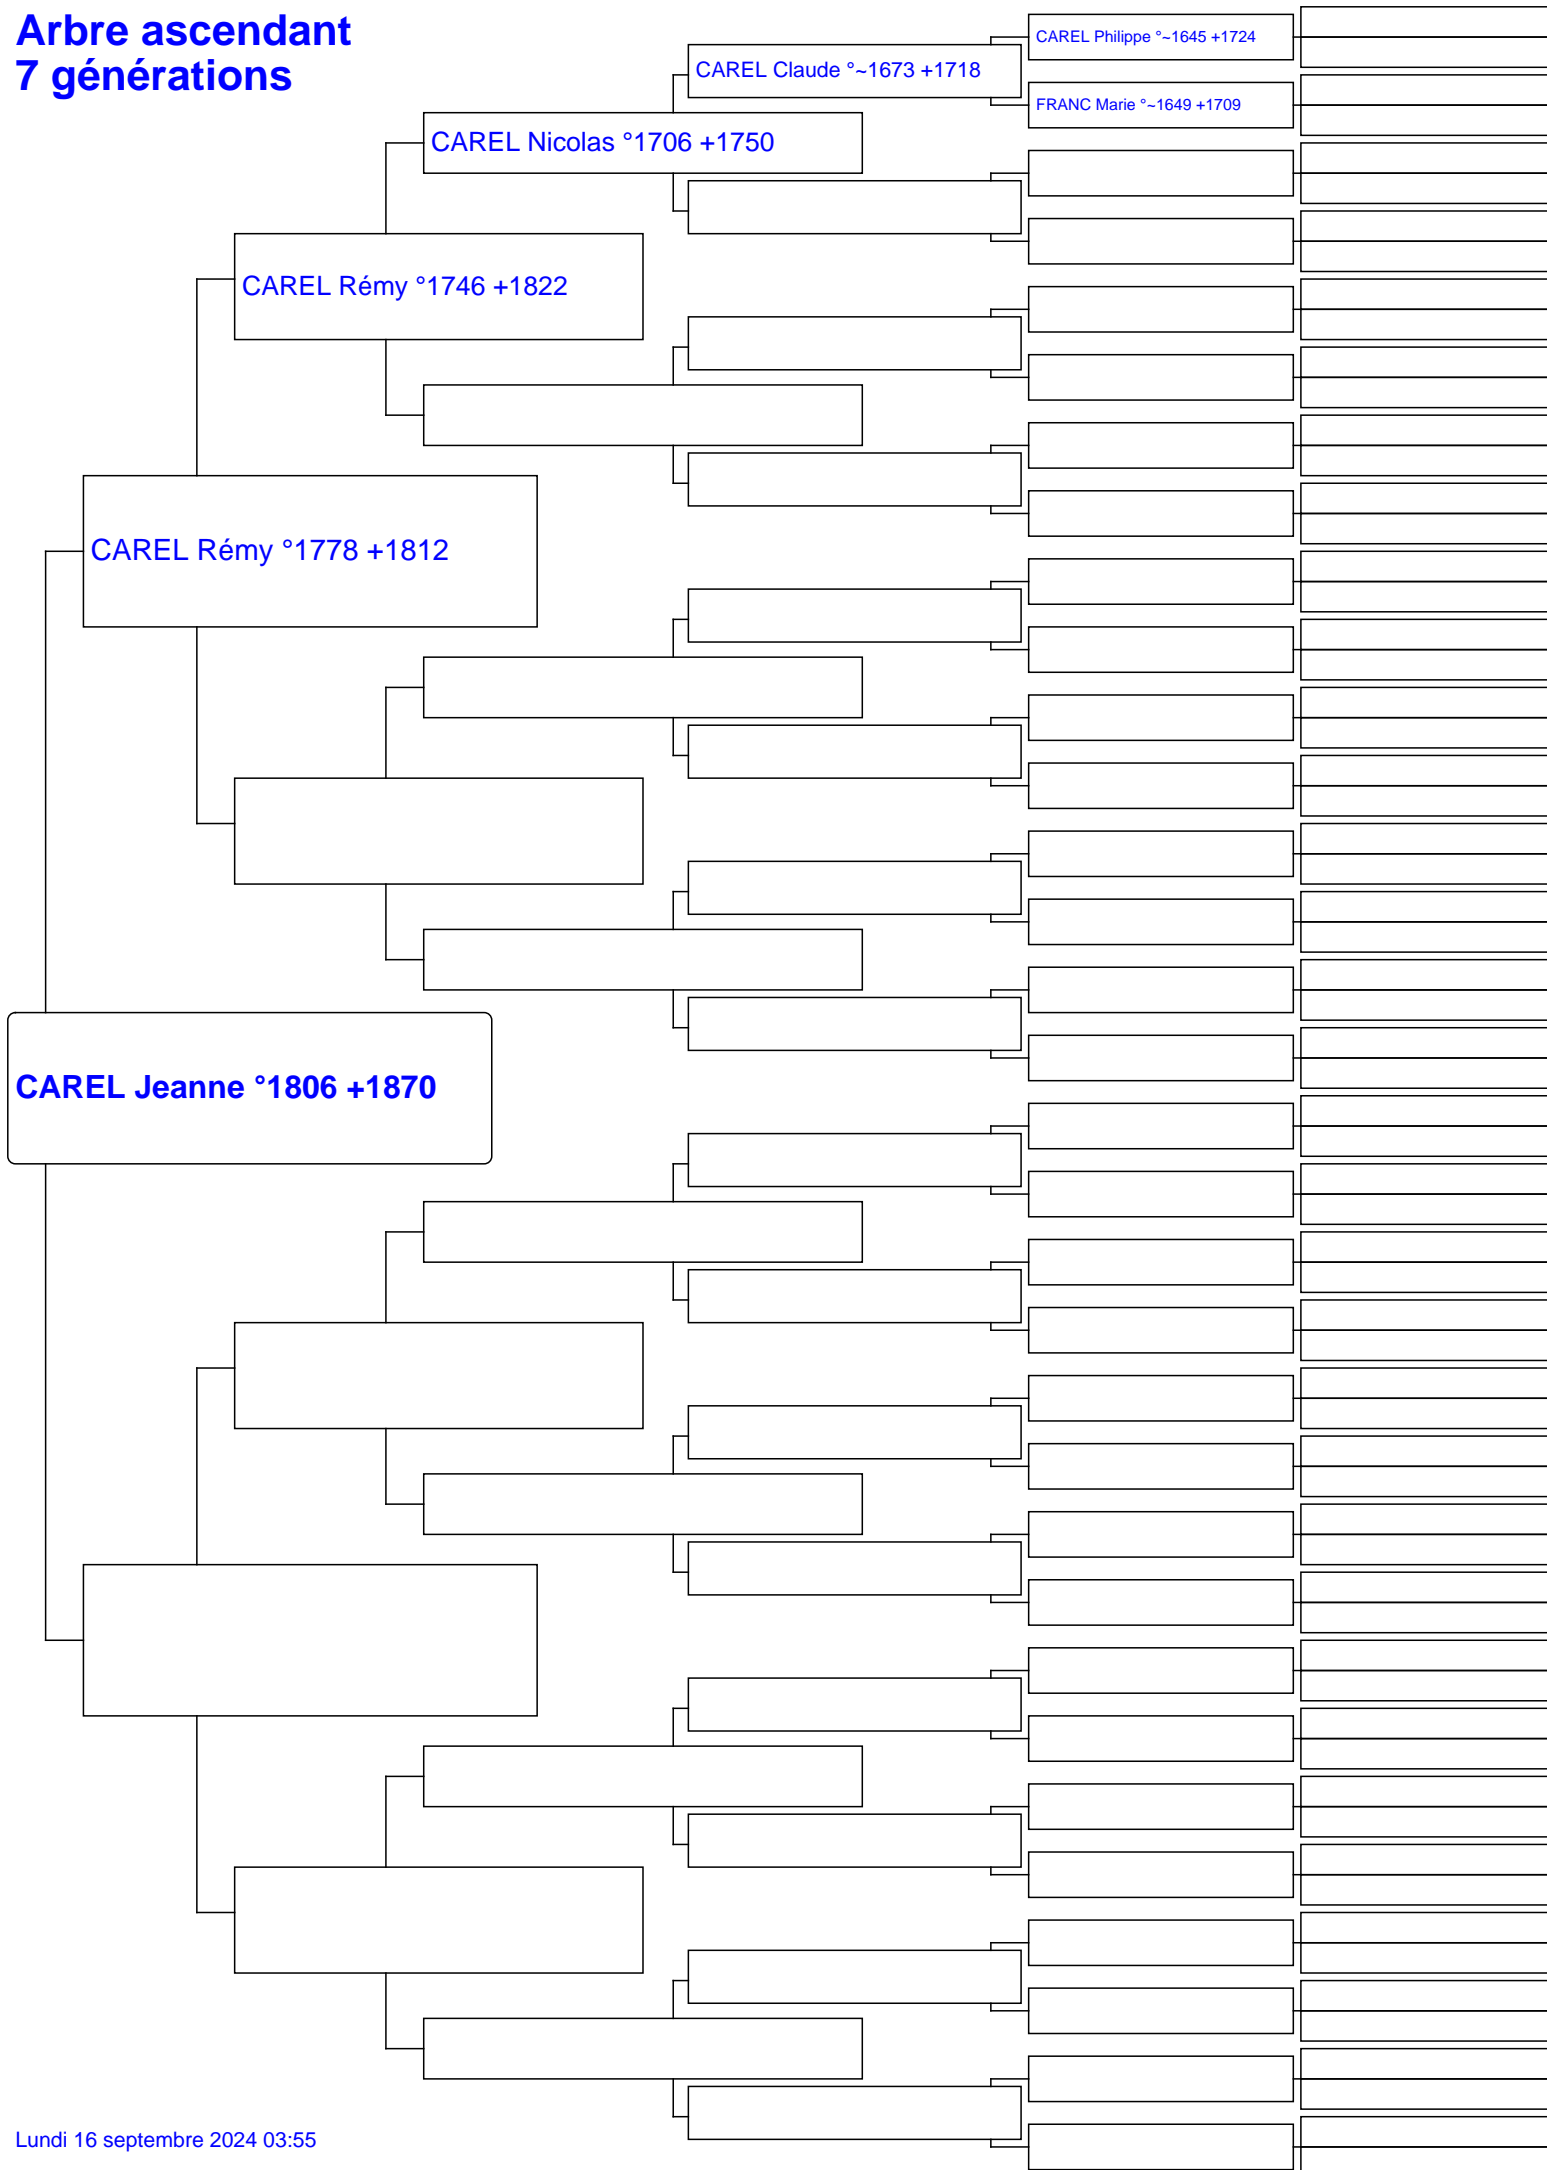 Arbre ascendant
7 générations
CAREL Philippe °~1645 +1724
CAREL Claude °~1673 +1718
FRANC Marie °~1649 +1709
CAREL Nicolas °1706 +1750
CAREL Rémy °1746 +1822
CAREL Rémy °1778 +1812
CAREL Jeanne °1806 +1870
Lundi 16 septembre 2024 03:55